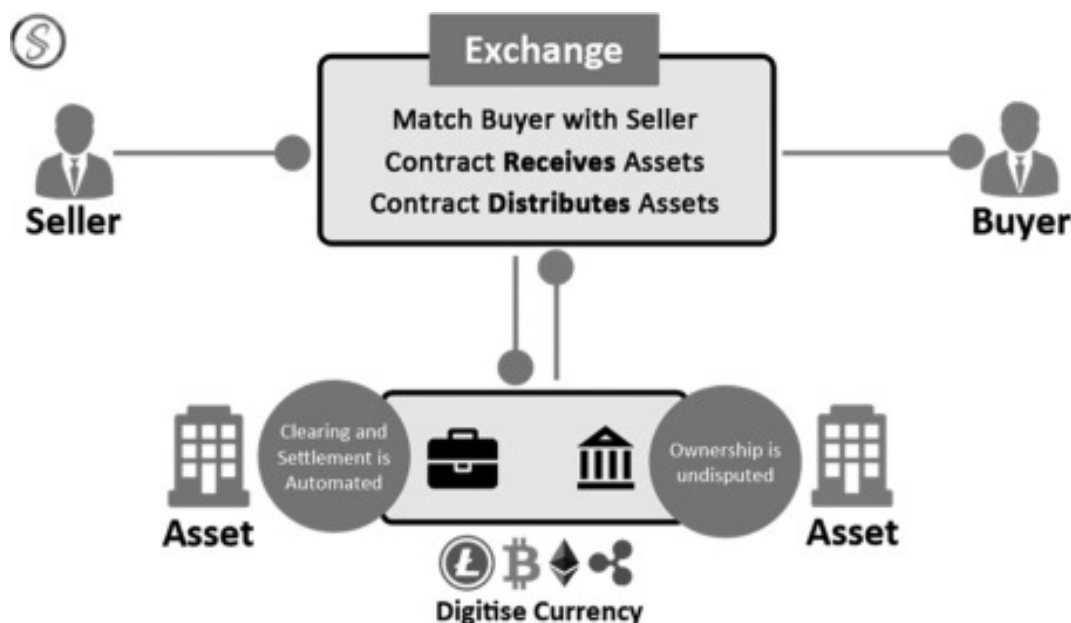 Exchange
Match Buyer with Seller
Contract Receives Assets
Contract Distributes Assets
Seller
Buyer
Clearing and
Settlement is
Automated
Ownership is
undisputed
Asset
Asset
Digitise Currency